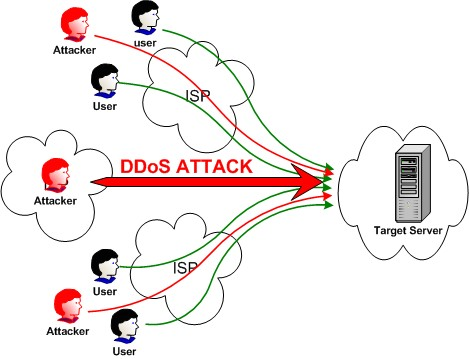 user
Attacker
ISP
User
DDoS ATTACK
Attacker
Target Server
ISP
User
Attacker
User